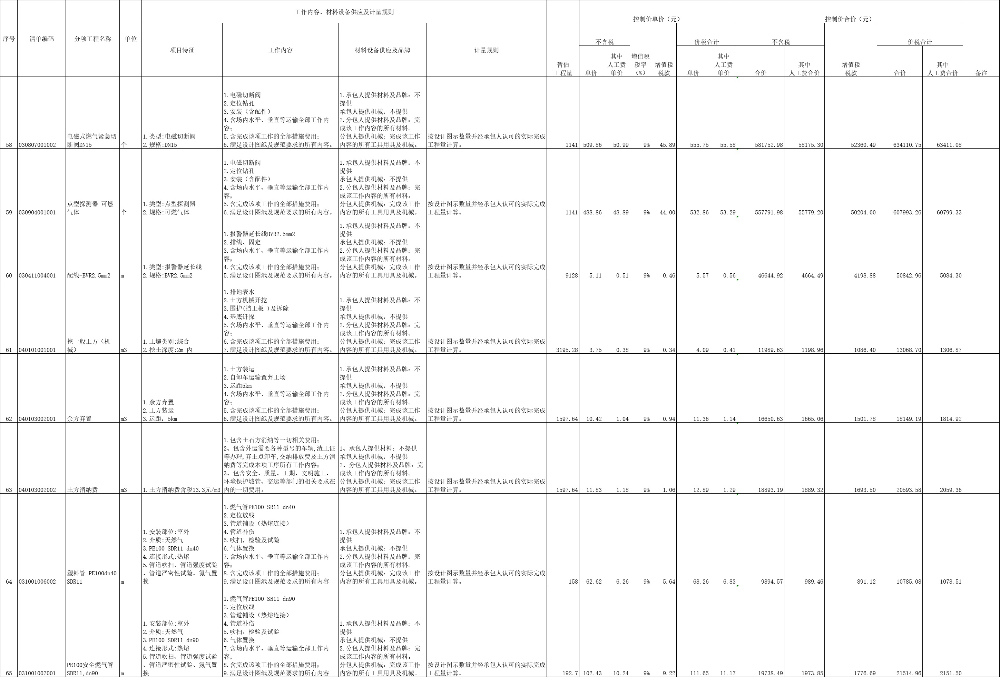 工作内容、材料设备供应及计量规则
控制价单价（元）
控制价合价（元）
序号
清单编码
分项工程名称
单位
项目特征
工作内容
材料设备供应及品牌
计量规则
暂估
工程量
不含税
增值税
税率
（%）
增值税
税款
价税合计
不含税
增值税
税款
价税合计
备注
单价
其中
人工费
单价
单价
其中
人工费
单价
合价
其中
人工费合价
合价
其中
人工费合价
58
030807001002
电磁式燃气紧急切
断阀DN15
个
1.类型:电磁切断阀
2.规格:DN15
1.电磁切断阀
2.定位钻孔
3.安装（含配件）
4.含场内水平、垂直等运输全部工作内
容；
5.含完成该项工作的全部措施费用；
6.满足设计图纸及规范要求的所有内容。
1.承包人提供材料及品牌：不
提供
承包人提供机械：不提供
2.分包人提供材料及品牌：完
成该工作内容的所有材料。
分包人提供机械：完成该工作
内容的所有工具用具及机械。
按设计图示数量并经承包人认可的实际完成
工程量计算。
1141
509.86
50.99
9%
45.89
555.75
55.58
581752.98
58175.30
52360.49
634110.75
63411.08
59
030904001001
点型探测器-可燃
气体
个
1.类型:点型探测器
2.规格:可燃气体
1.电磁切断阀
2.定位钻孔
3.安装（含配件）
4.含场内水平、垂直等运输全部工作内
容；
5.含完成该项工作的全部措施费用；
6.满足设计图纸及规范要求的所有内容。
1.承包人提供材料及品牌：不
提供
承包人提供机械：不提供
2.分包人提供材料及品牌：完
成该工作内容的所有材料。
分包人提供机械：完成该工作
内容的所有工具用具及机械。
按设计图示数量并经承包人认可的实际完成
工程量计算。
1141
488.86
48.89
9%
44.00
532.86
53.29
557791.98
55779.20
50204.00
607993.26
60799.33
60
030411004001
配线-BVR2.5mm2
m
1.类型:报警器延长线
2.规格:BVR2.5mm2
1.报警器延长线BVR2.5mm2
2.排线、固定
3.含场内水平、垂直等运输全部工作内
容；
4.含完成该项工作的全部措施费用；
5.满足设计图纸及规范要求的所有内容。
1.承包人提供材料及品牌：不
提供
承包人提供机械：不提供
2.分包人提供材料及品牌：完
成该工作内容的所有材料。
分包人提供机械：完成该工作
内容的所有工具用具及机械。
按设计图示数量并经承包人认可的实际完成
工程量计算。
9128
5.11
0.51
9%
0.46
5.57
0.56
46644.92
4664.49
4198.88
50842.96
5084.30
61
040101001001
挖一般土方（机
械）
m3
1.土壤类别:综合
2.挖土深度:2m 内
1.排地表水
2.土方机械开挖
3.围护(挡土板 )及拆除
4.基底钎探
5.含场内水平、垂直等运输全部工作内
容；
6.含完成该项工作的全部措施费用；
7.满足设计图纸及规范要求的所有内容。
1.承包人提供材料及品牌：不
提供
承包人提供机械：不提供
2.分包人提供材料及品牌：完
成该工作内容的所有材料。
分包人提供机械：完成该工作
内容的所有工具用具及机械。
按设计图示数量并经承包人认可的实际完成
工程量计算。
3195.28
3.75
0.38
9%
0.34
4.09
0.41
11989.63
1198.96
1086.40
13068.70
1306.87
62
040103002001
余方弃置
m3
1.余方弃置
2.土方装运
3.运距：5km
1.土方装运
2.自卸车运输置弃土场
3.运距5km
4.含场内水平、垂直等运输全部工作内
容；
5.含完成该项工作的全部措施费用；
6.满足设计图纸及规范要求的所有内容。
1.承包人提供材料及品牌：不
提供
承包人提供机械：不提供
2.分包人提供材料及品牌：完
成该工作内容的所有材料。
分包人提供机械：完成该工作
内容的所有工具用具及机械。
按设计图示数量并经承包人认可的实际完成
工程量计算。
1597.64
10.42
1.04
9%
0.94
11.36
1.14
16650.63
1665.06
1501.78
18149.19
1814.92
63
040103002002
土方消纳费
m3
1.土方消纳费含税13.3元/m3
1.包含土石方消纳等一切相关费用；
2、包含外运需要各种型号的车辆,渣土证
等办理,弃土点卸车,交纳排放费及土方消
纳费等完成本项工序所有工作内容；
3、包含安全、质量、工期、文明施工、
环境保护城管、交运等部门的相关要求在
内的一切费用。
1、承包人提供材料：不提供
承包人提供机械：不提供
2、分包人提供材料及品牌：完
成该工作内容的所有材料。
分包人提供机械：完成该工作
内容的所有工具用具及机械。
按设计图示数量并经承包人认可的实际完成
工程量计算。
1597.64
11.83
1.18
9%
1.06
12.89
1.29
18893.19
1889.32
1693.50
20593.58
2059.36
64
031001006002
塑料管-PE100dn40
SDR11
m
1.安装部位:室外
2.介质:天然气
3.PE100 SDR11 dn40
4.连接形式:热熔
5.管道吹扫、管道强度试验
、管道严密性试验、氮气置
换
1.燃气管PE100 SR11 dn40
2.定位放线
3.管道铺设（热熔连接）
4.管道补伤
5.吹扫，检验及试验
6.气体置换
7.含场内水平、垂直等运输全部工作内
容；
8.含完成该项工作的全部措施费用；
9.满足设计图纸及规范要求的所有内容
1.承包人提供材料及品牌：不
提供
承包人提供机械：不提供
2.分包人提供材料及品牌：完
成该工作内容的所有材料。
分包人提供机械：完成该工作
内容的所有工具用具及机械。
按设计图示数量并经承包人认可的实际完成
工程量计算。
158
62.62
6.26
9%
5.64
68.26
6.83
9894.57
989.46
891.12
10785.08
1078.51
65
031001007001
PE100安全燃气管
SDR11,dn90
m
1.安装部位:室外
2.介质:天然气
3.PE100 SDR11 dn90
4.连接形式:热熔
5.管道吹扫、管道强度试验
、管道严密性试验、氮气置
换
1.燃气管PE100 SR11 dn90
2.定位放线
3.管道铺设（热熔连接）
4.管道补伤
5.吹扫，检验及试验
6.气体置换
7.含场内水平、垂直等运输全部工作内
容；
8.含完成该项工作的全部措施费用；
9.满足设计图纸及规范要求的所有内容
1.承包人提供材料及品牌：不
提供
承包人提供机械：不提供
2.分包人提供材料及品牌：完
成该工作内容的所有材料。
分包人提供机械：完成该工作
内容的所有工具用具及机械。
按设计图示数量并经承包人认可的实际完成
工程量计算。
192.7
102.43
10.24
9%
9.22
111.65
11.17
19738.49
1973.85
1776.69
21514.96
2151.50